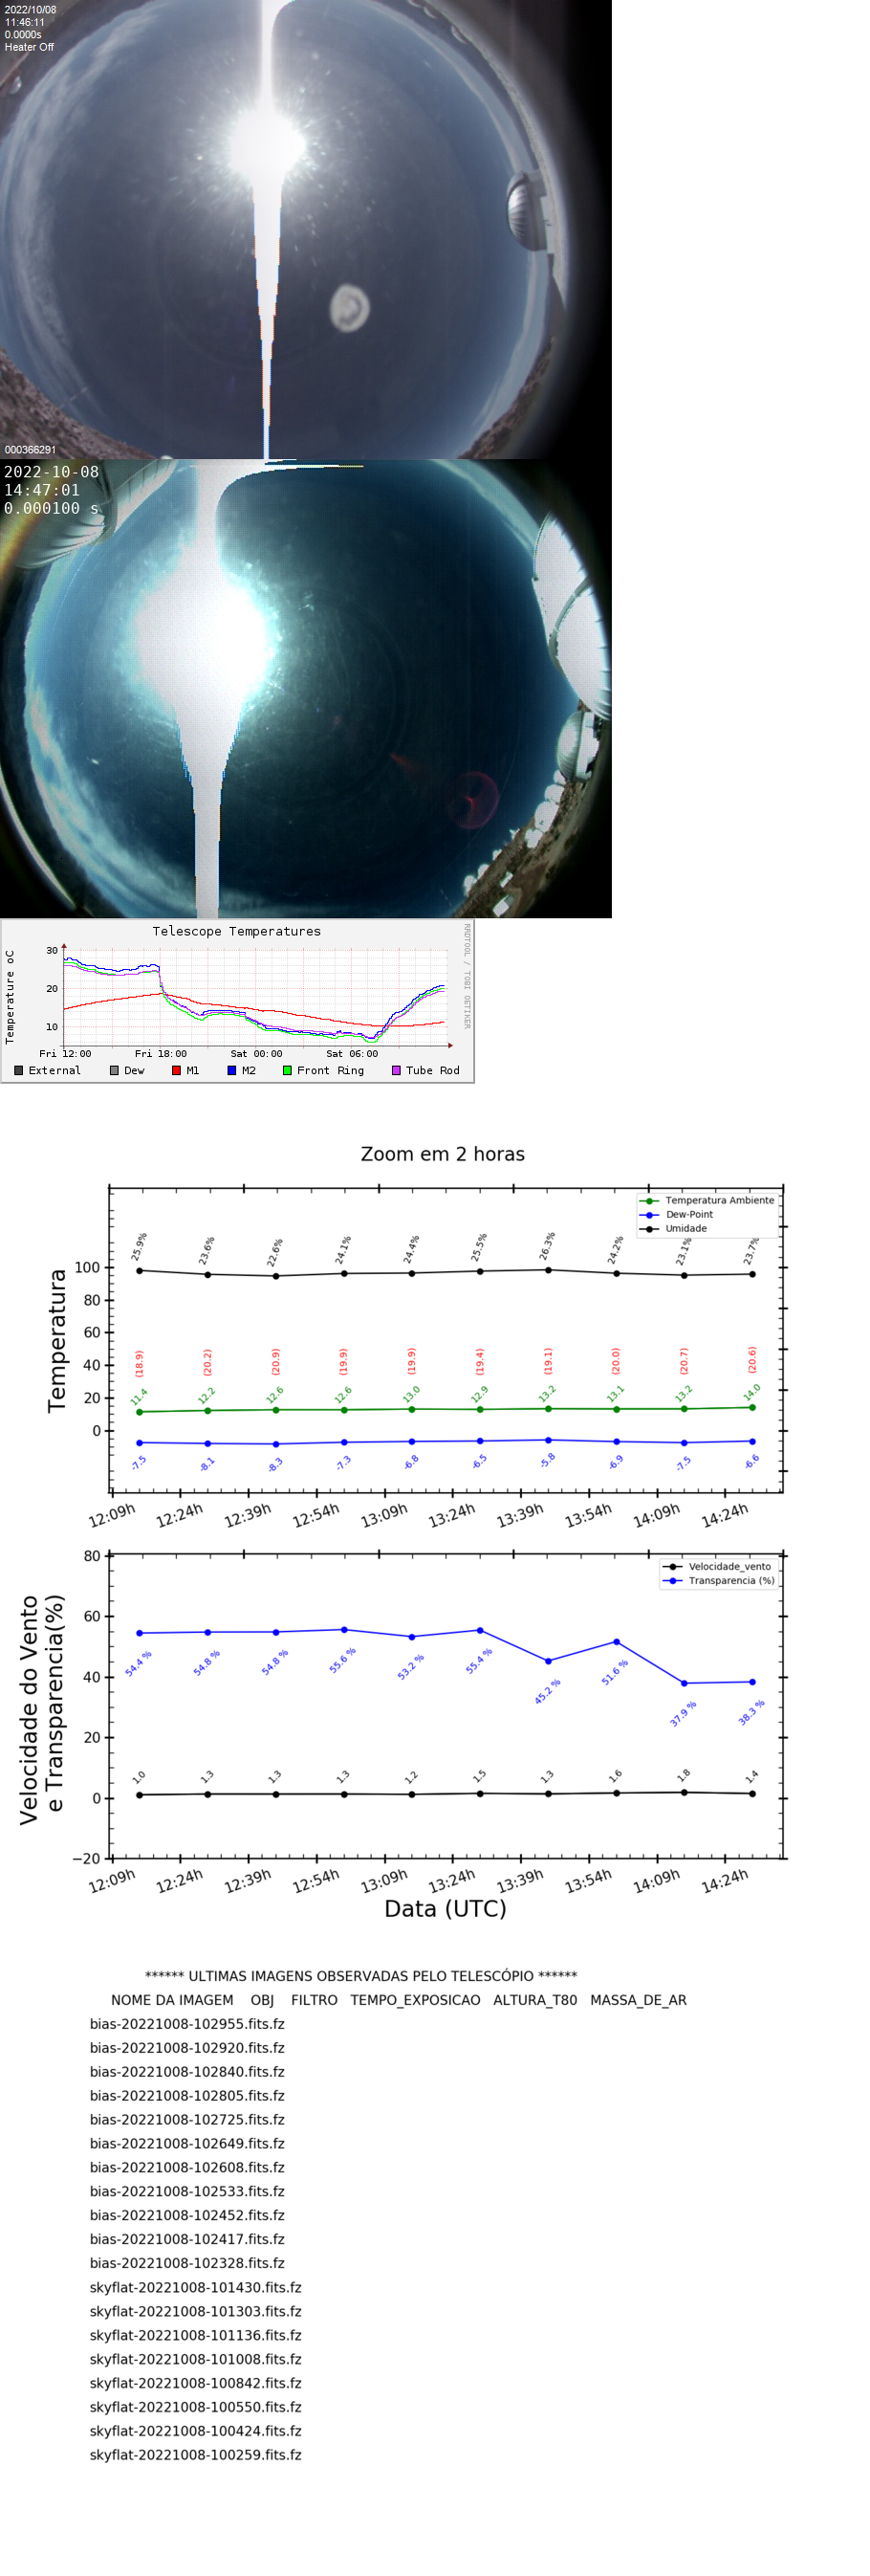 2022/10/08
11:46:11
0.0000s
Heater Off
000366291
2022-10-08
14:47:01
0.000100 s
Telescope Temperatures
RRDTOOL / TOBI OETIKER
Temperature oC
30
20
10
Fri 12:00 Fri 18:00 Sat 00:00 Sat 06:00
External Dew M1 M2 Front Ring Tube Rod
Zoom em 2 horas
Temperatura Ambiente
Dew-Point
Umidade
Temperatura
100
80
60
40
20
0
25.9% 23.6% 22.6% 24.1% 24.4% 25.5% 26.3% 24.2% 23.1% 23.7%
(18.9) (20.2) (20.9) (19.9) (19.9) (19.4) (19.1) (20.0) (20.7) (20.6)
11.4 12.2 12.6 12.6 13.0 12.9 13.2 13.1 13.2 14.0
-7.5 -8.1 -8.3 -7.3 -6.8 -6.5 -5.8 -6.9 -7.5 -6.6
12:09h 12:24h 12:39h 12:54h 13:09h 13:24h 13:39h 13:54h 14:09h 14:24h
Velocidade_vento
Transparencia (%)
Velocidade do Vento
e Transparencia(%)
80
60
40
20
0
−20
54.4 % 54.8 % 54.8 % 55.6 % 53.2 % 55.4 % 45.2 % 51.6 % 37.9 % 38.3 %
1.0 1.3 1.3 1.3 1.2 1.5 1.3 1.6 1.8 1.4
12:09h 12:24h 12:39h 12:54h 13:09h 13:24h 13:39h 13:54h 14:09h 14:24h
Data (UTC)
****** ULTIMAS IMAGENS OBSERVADAS PELO TELESCÓPIO ******
NOME DA IMAGEM OBJ FILTRO TEMPO_EXPOSICAO ALTURA_T80 MASSA_DE_AR
bias-20221008-102955.fits.fz
bias-20221008-102920.fits.fz
bias-20221008-102840.fits.fz
bias-20221008-102805.fits.fz
bias-20221008-102725.fits.fz
bias-20221008-102649.fits.fz
bias-20221008-102608.fits.fz
bias-20221008-102533.fits.fz
bias-20221008-102452.fits.fz
bias-20221008-102417.fits.fz
bias-20221008-102328.fits.fz
skyflat-20221008-101430.fits.fz
skyflat-20221008-101303.fits.fz
skyflat-20221008-101136.fits.fz
skyflat-20221008-101008.fits.fz
skyflat-20221008-100842.fits.fz
skyflat-20221008-100550.fits.fz
skyflat-20221008-100424.fits.fz
skyflat-20221008-100259.fits.fz